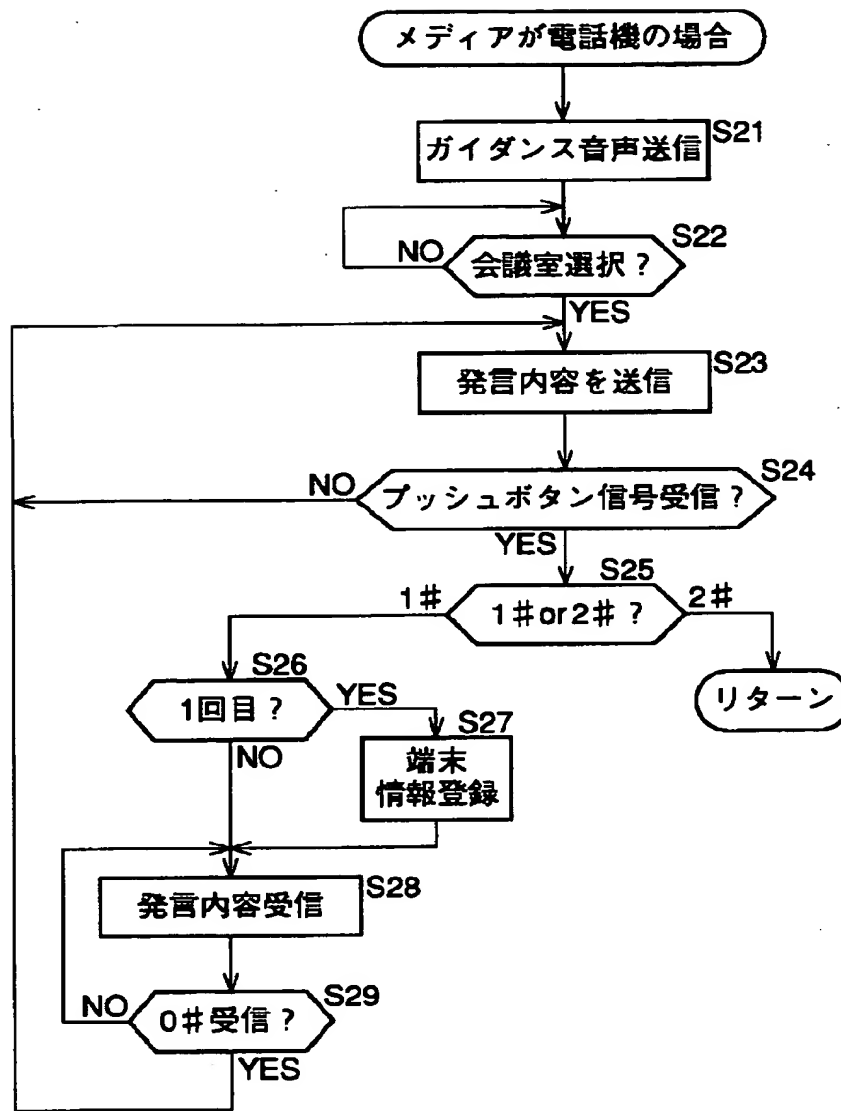 メディアが電話機の場合
S21
ガイダンス音声送信
S22
NO
会議室選択?
YES
S23
発言内容を送信
S24
NO
プッシュボタン信号受信?
YES
S25
1#
1#or2#?
2#
S26
1回目?
YES
リターン
NO
S27
端末
情報登録
S28
発言内容受信
S29
NO
0#受信?
YES